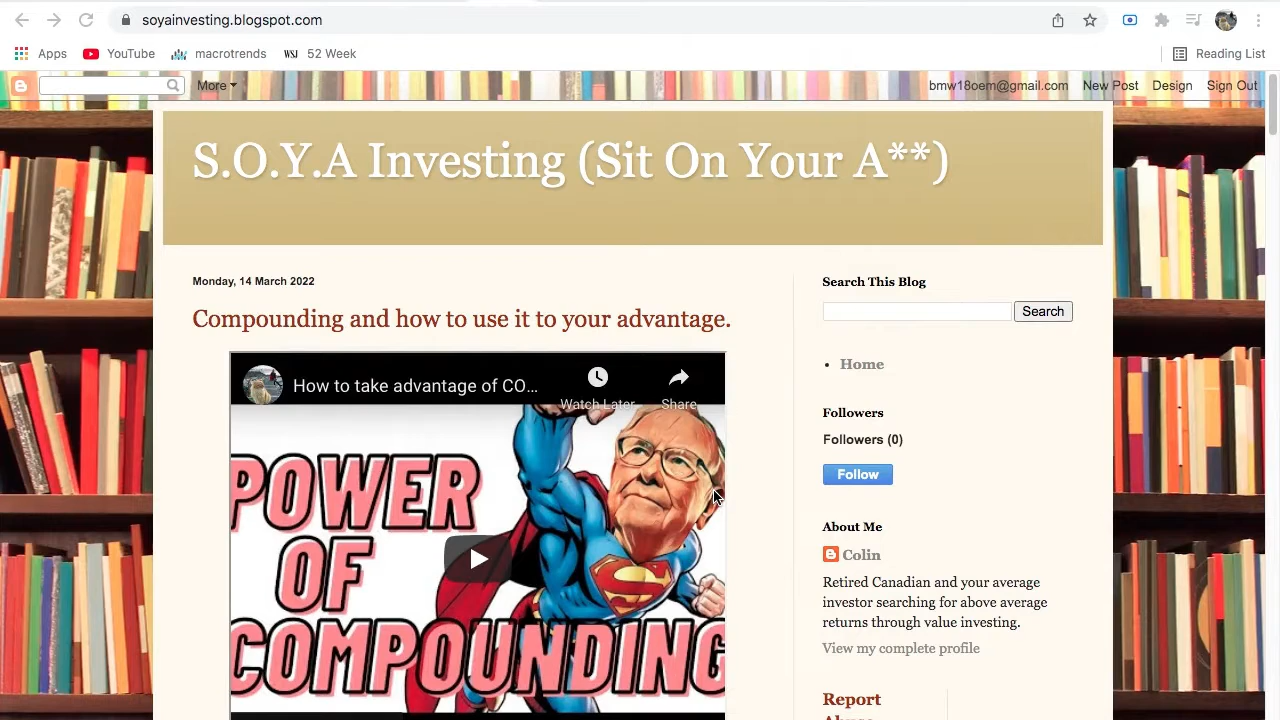 soyainvesting.blogspot.com
Apps YouTube macrotrends WSJ 52 Week Reading List
More bmw18oem@gmail.com New Post Design Sign Out
S.O.Y.A Investing (Sit On Your A**)
Monday, 14 March 2022
Compounding and how to use it to your advantage.
How to take advantage of CO...
Watch Later Share
POWER
OF
COMPOUNDING
S
Search This Blog
Search
Home
Followers
Followers (0)
Follow
About Me
Colin
Retired Canadian and your average
investor searching for above average
returns through value investing.
View my complete profile
Report
Abuse